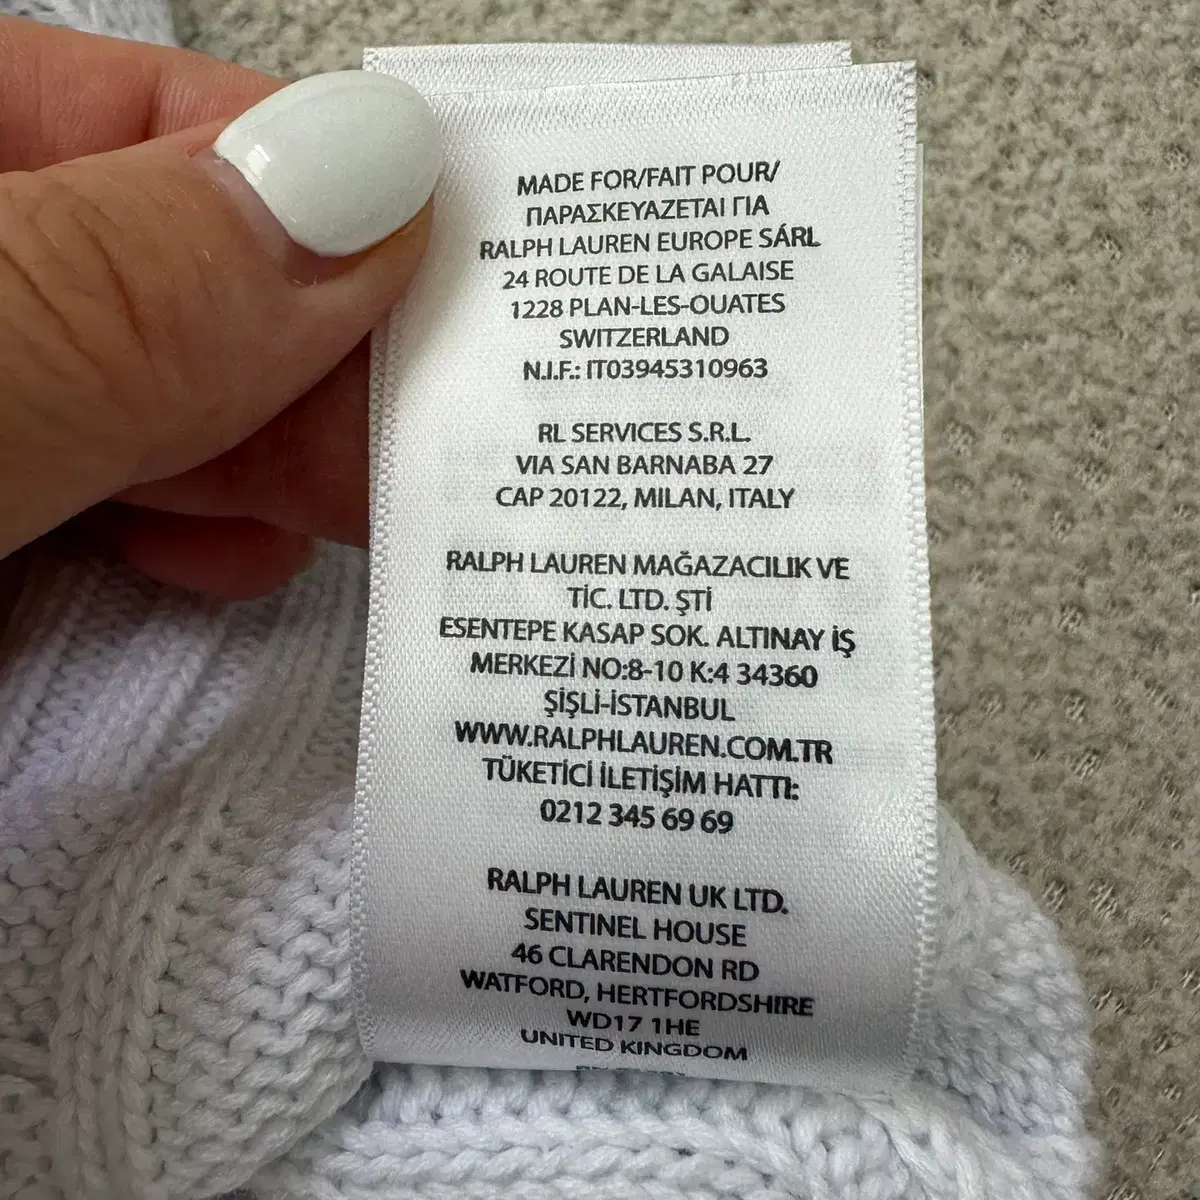 MADE FOR/FAIT POUR/
ΠΑΡΑΣΚΕΥΑΖΕΤΑΙ ΓΙΑ
RALPH LAUREN EUROPE SÁRL
24 ROUTE DE LA GALAISE
1228 PLAN-LES-OUATES
SWITZERLAND
N.I.F.: IT03945310963
RL SERVICES S.R.L.
VIA SAN BARNABA 27
CAP 20122, MILAN, ITALY
RALPH LAUREN MAĞAZACILIK VE
TİC. LTD. ŞTİ
ESENTEPE KASAP SOK. ALTINAY İŞ
MERKEZİ NO:8-10 K:4 34360
ŞİŞLİ-İSTANBUL
WWW.RALPHLAUREN.COM.TR
TÜKETİCİ İLETİŞİM HATTI:
0212 345 69 69
RALPH LAUREN UK LTD.
SENTINEL HOUSE
46 CLARENDON RD
WATFORD, HERTFORDSHIRE
WD17 1HE
UNITED KINGDOM